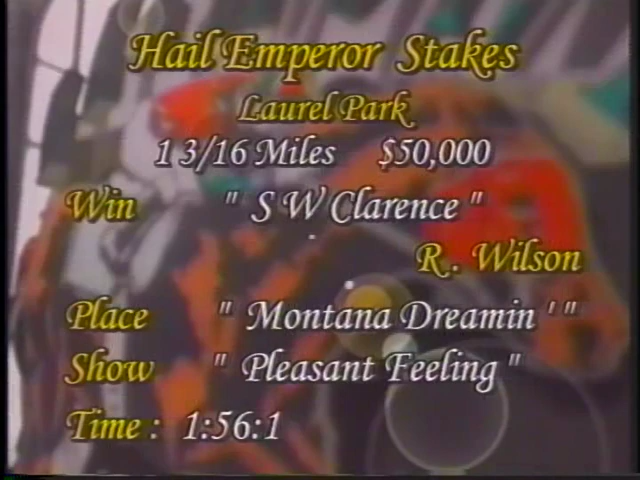 Hail Emperor Stakes
Laurel Park
1 3/16 Miles $50,000
Win " S W Clarence "
R. Wilson
Place " Montana Dreamin ' "
Show " Pleasant Feeling "
Time : 1:56:1